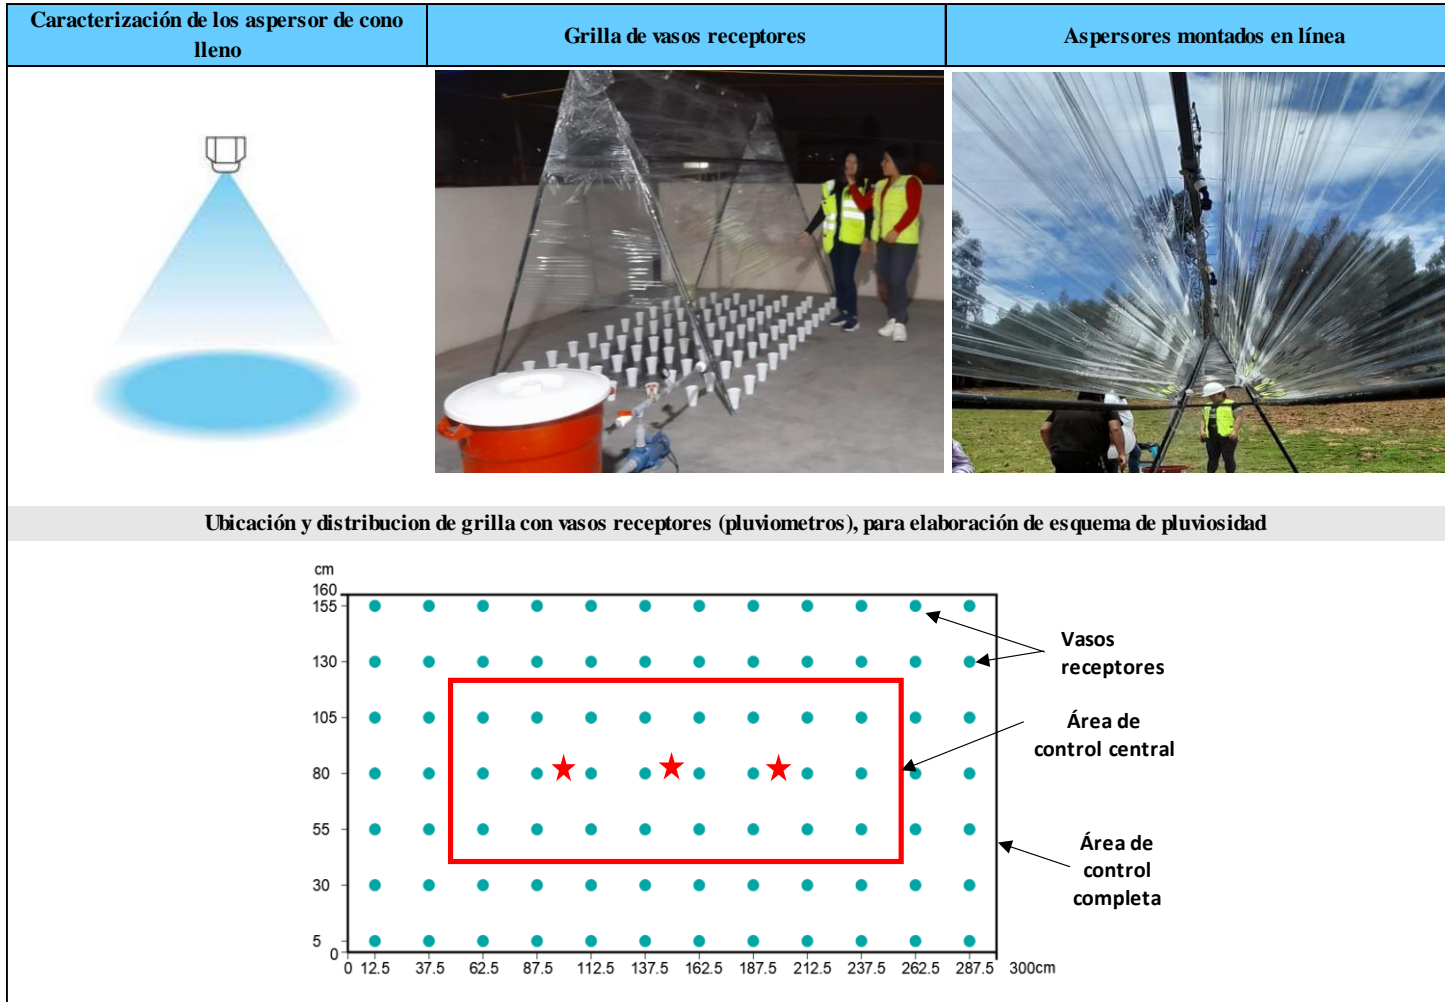 Caracterización de los aspersor de cono
lleno
Grilla de vasos receptores
Aspersores montados en línea
Ubicación y distribucion de grilla con vasos receptores (pluviometros), para elaboración de esquema de pluviosidad
cm
160
155
130
105
80
55
30
5
0
0 12.5 37.5 62.5 87.5 112.5 137.5 162.5 187.5 212.5 237.5 262.5 287.5 300cm
Vasos
receptores
Área de
control central
Área de
control
completa